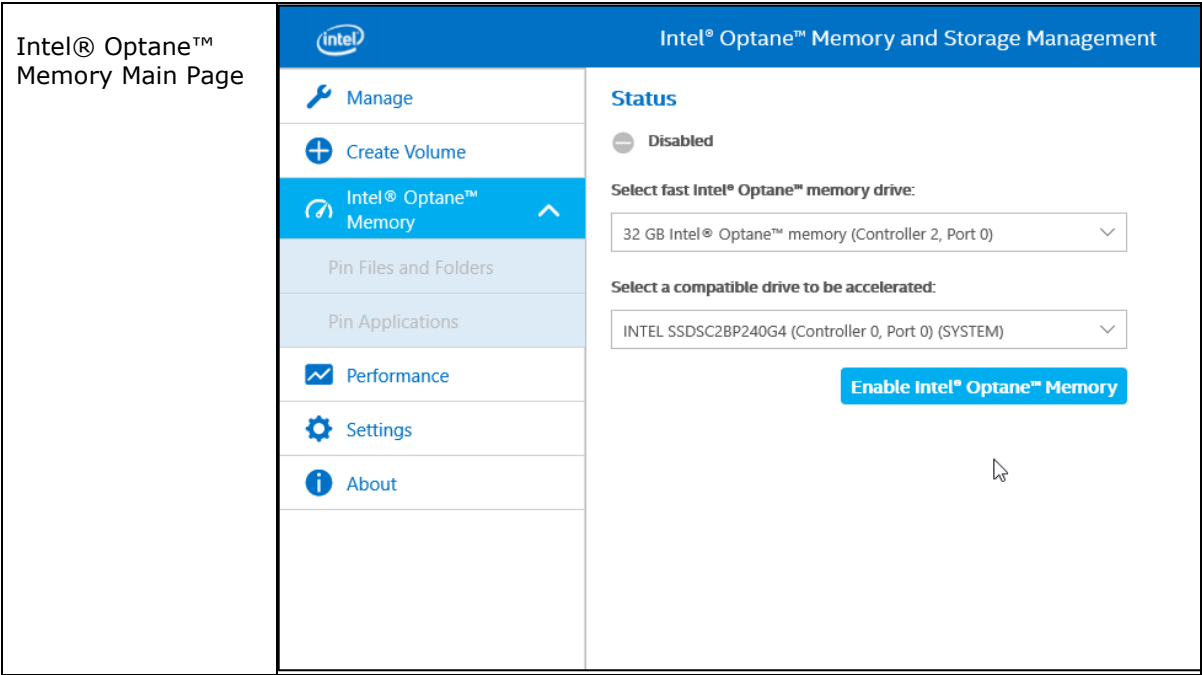 Intel® Optane™
Memory Main Page
intel
Intel® Optane™ Memory and Storage Management
Manage
Create Volume
Intel® Optane™
Memory
Pin Files and Folders
Pin Applications
Performance
Settings
About
Status
Disabled
Select fast Intel® Optane™ memory drive:
32 GB Intel® Optane™ memory (Controller 2, Port 0)
Select a compatible drive to be accelerated:
INTEL SSDSC2BP240G4 (Controller 0, Port 0) (SYSTEM)
Enable Intel® Optane™ Memory